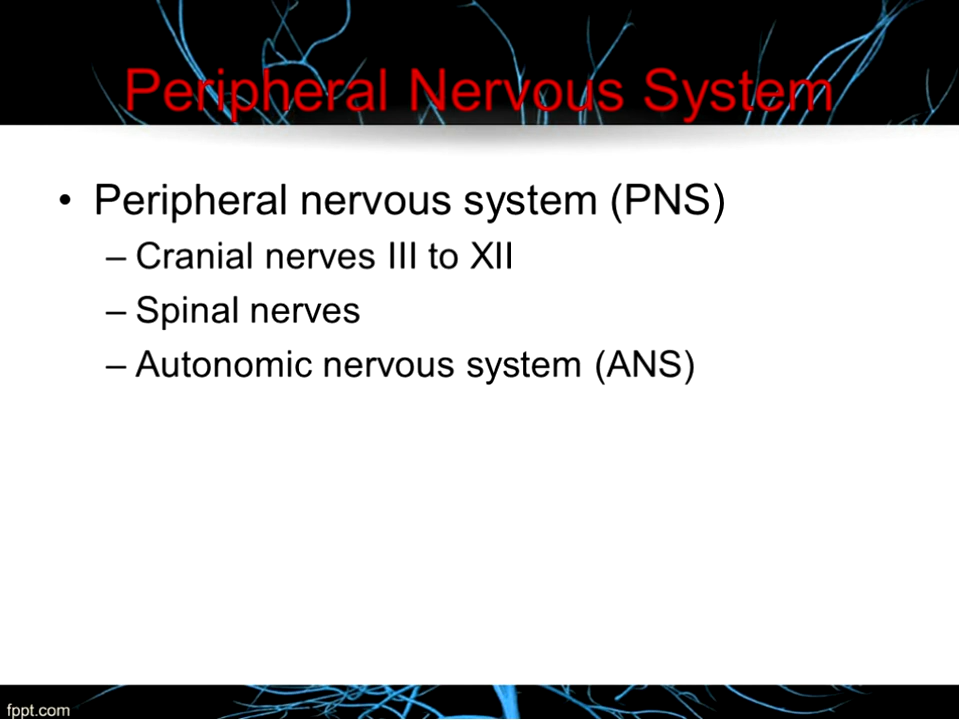 Peripheral Nervous System
• Peripheral nervous system (PNS)
– Cranial nerves III to XII
– Spinal nerves
– Autonomic nervous system (ANS)
fppt.com